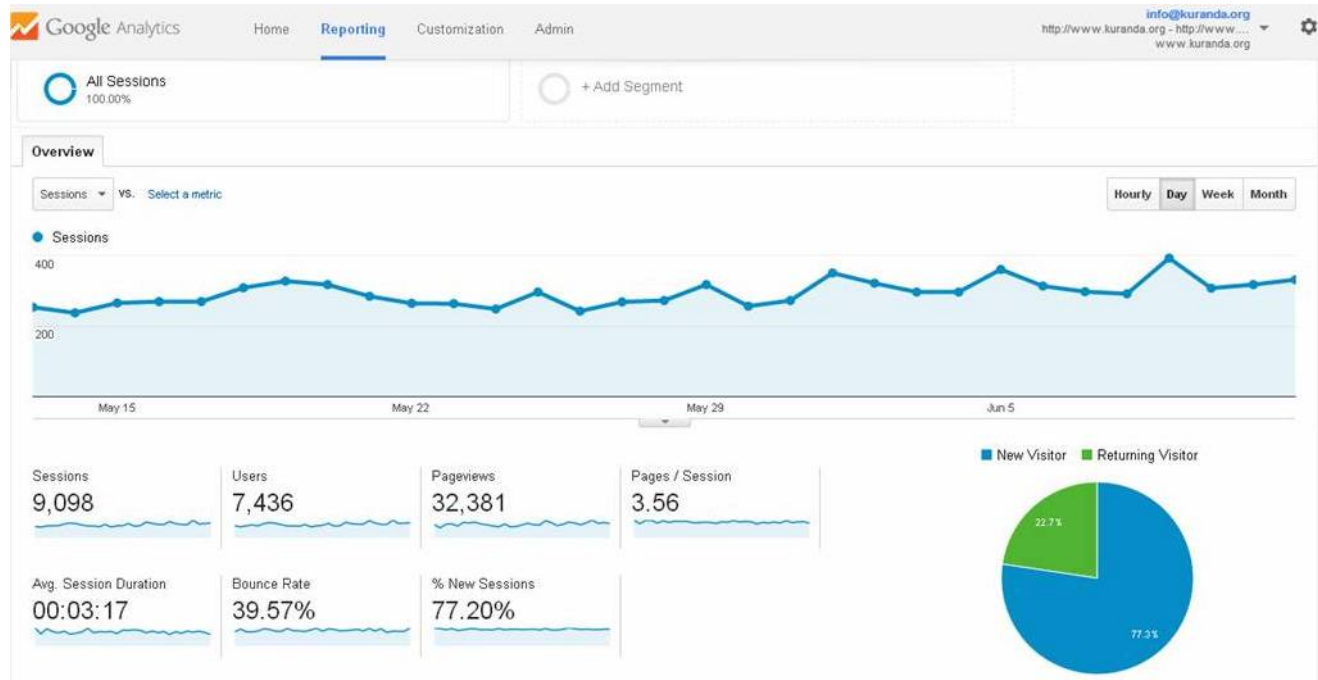 Google Analytics
Home Reporting Customization Admin
info@kuranda.org
http://www.kuranda.org - http://www....
www.kuranda.org
All Sessions
100.00%
+ Add Segment
Overview
Sessions VS. Select a metric
Hourly Day Week Month
Sessions
400
200
May 15 May 22 May 29 Jun 5
New Visitor Returning Visitor
Sessions Users Pageviews Pages / Session
9,098 7,436 32,381 3.56
22.7%
Avg. Session Duration Bounce Rate % New Sessions
00:03:17 39.57% 77.20%
77.3%